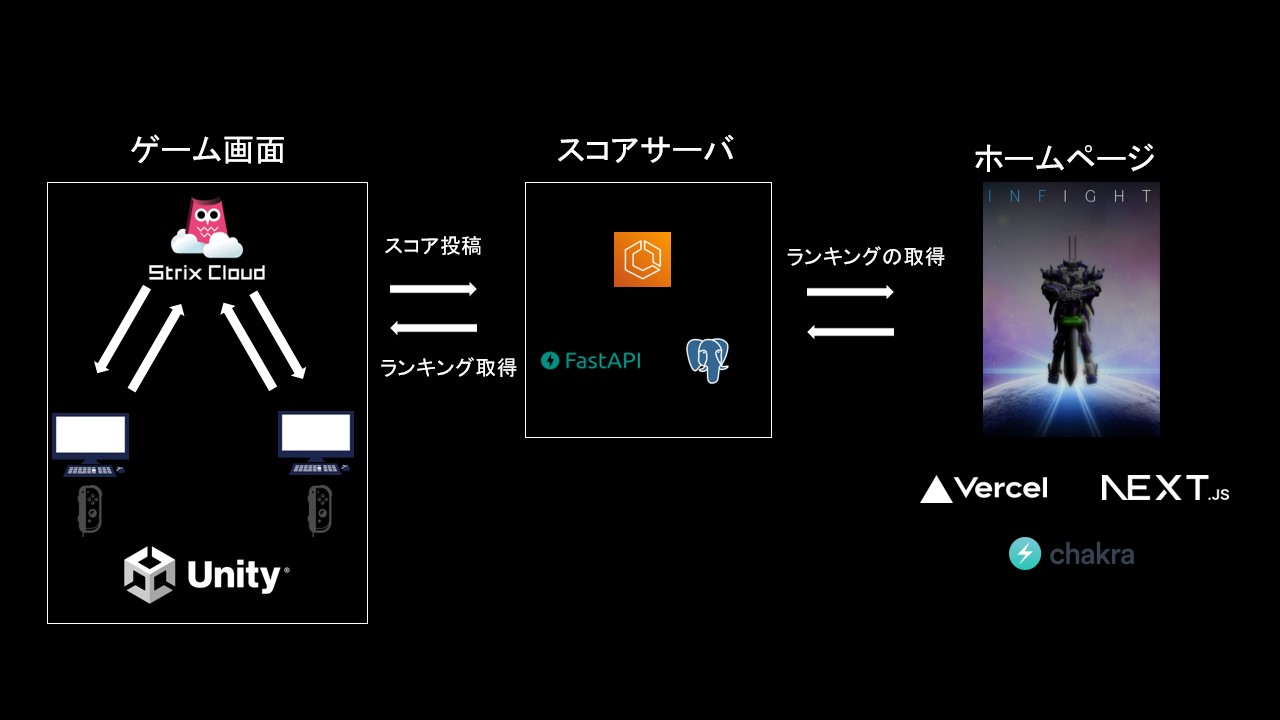 ゲーム画面
Strix Cloud
Unity®
スコア投稿
ランキング取得
スコアサーバ
FastAPI
ランキングの取得
ホームページ
INFIGHT
Vercel
NEXT.JS
chakra